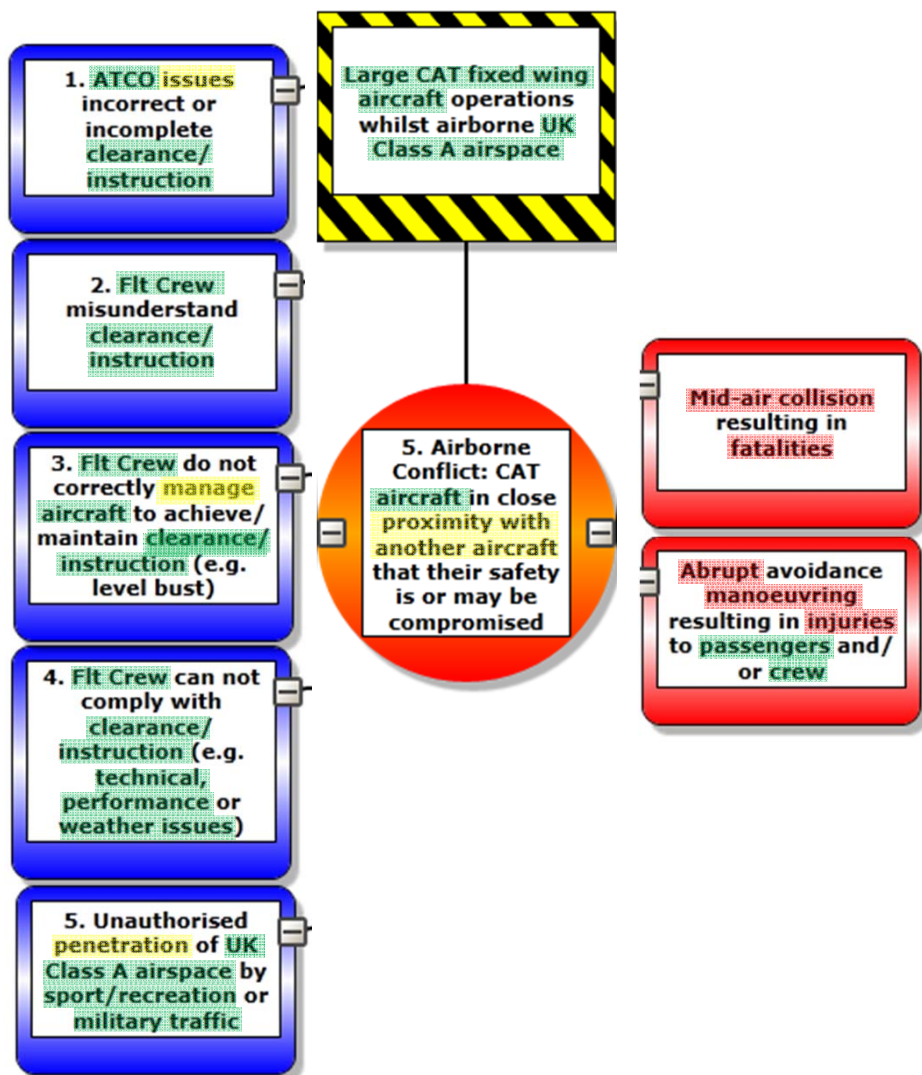 1. ATCO issues
incorrect or
incomplete
clearance/
instruction
2. Flt Crew
misunderstand
clearance/
instruction
3. Flt Crew do not
correctly manage
aircraft to achieve/
maintain clearance/
instruction (e.g.
level bust)
4. Flt Crew can not
comply with
clearance/
instruction (e.g.
technical,
performance or
weather issues)
5. Unauthorised
penetration of UK
Class A airspace by
sport/recreation or
military traffic
Large CAT fixed wing
aircraft operations
whilst airborne UK
Class A airspace
5. Airborne
Conflict: CAT
aircraft in close
proximity with
another aircraft
that their safety
is or may be
compromised
Mid-air collision
resulting in
fatalities
Abrupt avoidance
manoeuvring
resulting in injuries
to passengers and/
or crew